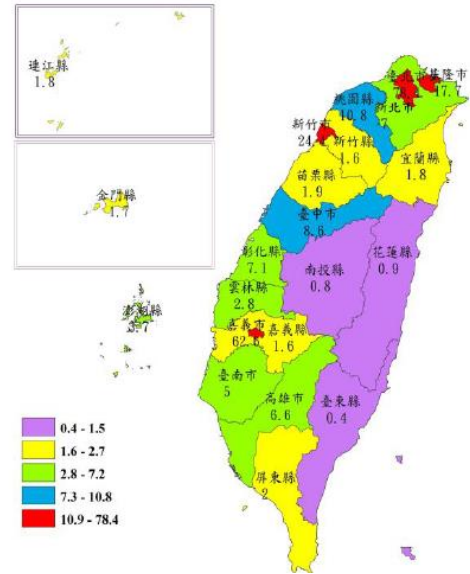 連江縣
1.8
金門縣
1.7
臺北市
基隆市
17.7
桃園縣
10.8
新北市
7
新竹市
新竹縣
1.6
宜蘭縣
1.8
苗栗縣
1.9
臺中市
8.6
彰化縣
7.1
南投縣
0.8
花蓮縣
0.9
雲林縣
2.8
澎湖縣
嘉義市
嘉義縣
1.6
臺南市
5
高雄市
6.6
臺東縣
0.4
屏東縣
2
0.4 - 1.5
1.6 - 2.7
2.8 - 7.2
7.3 - 10.8
10.9 - 78.4